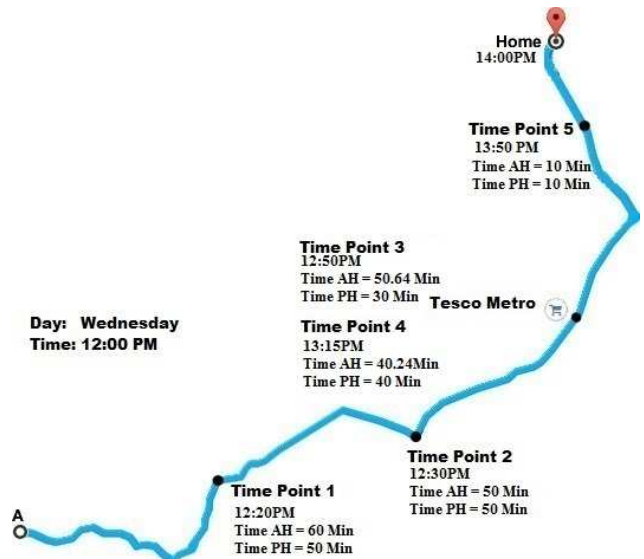 Home
14:00PM
Time Point 5
13:50 PM
Time AH = 10 Min
Time PH = 10 Min
Time Point 3
12:50PM
Time AH = 50.64 Min
Time PH = 30 Min
Tesco Metro
Day: Wednesday
Time: 12:00 PM
Time Point 4
13:15PM
Time AH = 40.24Min
Time PH = 40 Min
Time Point 2
12:30PM
Time AH = 50 Min
Time PH = 50 Min
A
Time Point 1
12:20PM
Time AH = 60 Min
Time PH = 50 Min